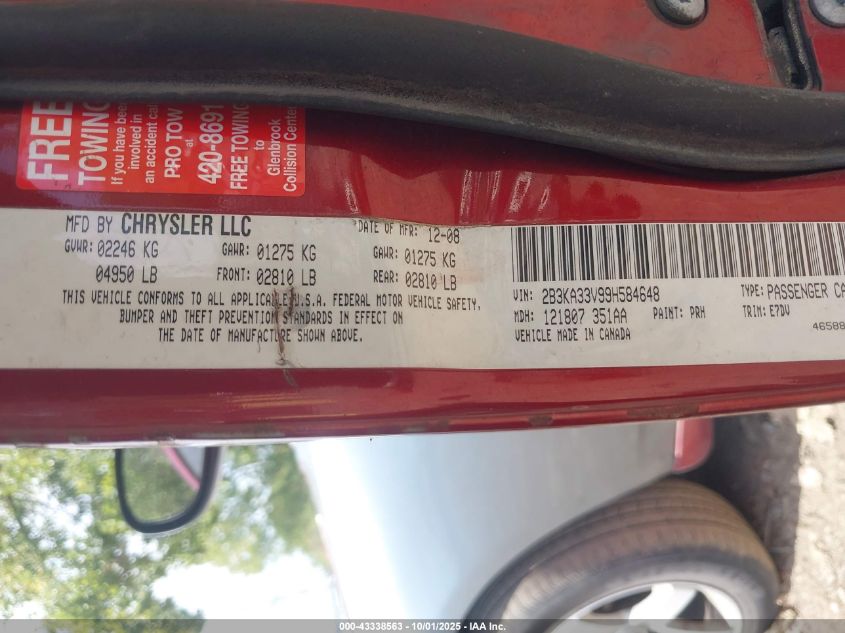 FREE
TOWING
If you have been
involved in
an accident call
PRO TOW
at
420-8691
FREE TOWING
to
Glenbrook
Collision Center
MFD BY CHRYSLER LLC
DATE OF MFR: 12-08
GVWR: 02246 KG
GAWR: 01275 KG
GAWR: 01275 KG
04950 LB
FRONT: 02810 LB
REAR: 02810 LB
THIS VEHICLE CONFORMS TO ALL APPLICABLE U.S.A. FEDERAL MOTOR VEHICLE SAFETY,
BUMPER AND THEFT PREVENTION STANDARDS IN EFFECT ON
THE DATE OF MANUFACTURE SHOWN ABOVE.
VIN: 2B3KA33V99H584648
TYPE: PASSENGER CA
MDH: 121807 351AA
PAINT: PRH
TRIM: E7DV
VEHICLE MADE IN CANADA
46588
000-43338563 - 10/01/2025 - IAA Inc.